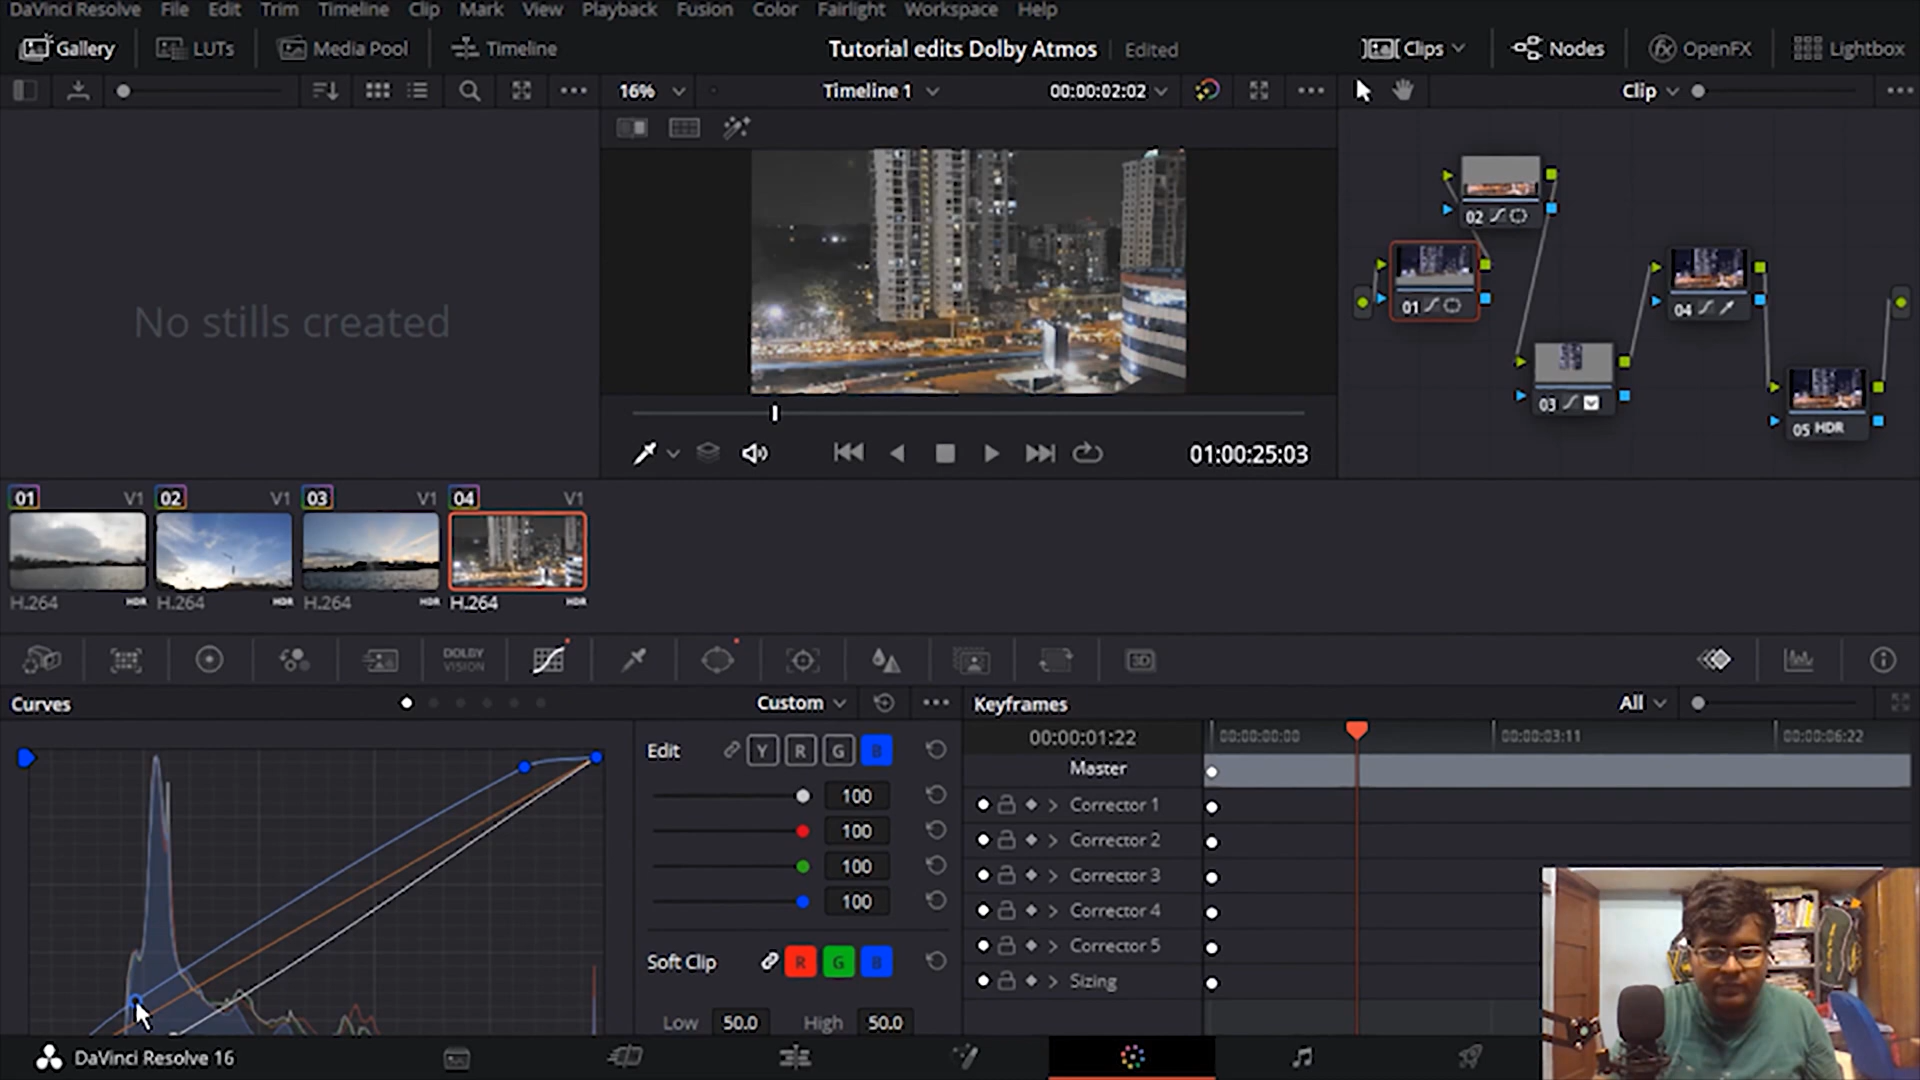 DaVinci Resolve File Edit Trim Timeline Clip Mark View Playback Fusion Color Fairlight Workspace Help
Gallery LUTs Media Pool Timeline Tutorial edits Dolby Atmos Edited Clips Nodes OpenFX Lightbox
16% Timeline 1 00:00:02:02 Clip
No stills created
02
01
04
03
05 HDR
01:00:25:03
01 V1 02 V1 03 V1 04 V1
H.264 HDR H.264 HDR H.264 HDR H.264 HDR
DOLBY
VISION
3D
Curves Custom Keyframes All
Edit Y R G B 00:00:01:22 00:00:00:00 00:00:03:11 00:00:06:22
Master
100 Corrector 1
100 Corrector 2
100 Corrector 3
100 Corrector 4
Corrector 5
Soft Clip R G B Sizing
Low 50.0 High 50.0
DaVinci Resolve 16